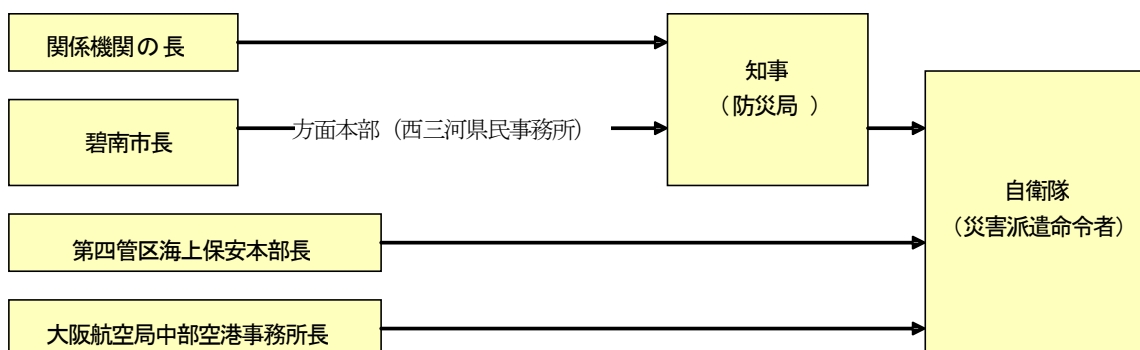 関係機関の長
知事
（防災局　）
碧南市長
方面本部（西三河県民事務所）
自衛隊
（災害派遣命令者）
第四管区海上保安本部長
大阪航空局中部空港事務所長